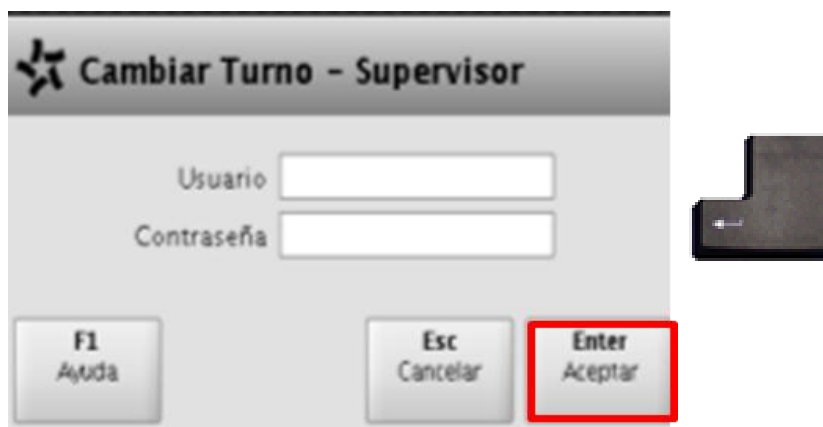 Cambiar Turno - Supervisor
Usuario
Contraseña
F1
Ayuda
Esc
Cancelar
Enter
Aceptar